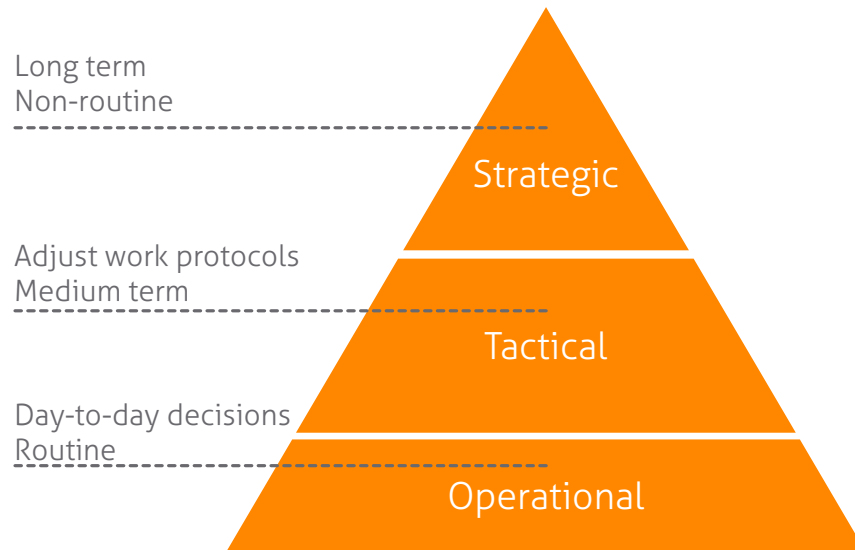 Long term
Non-routine
Strategic
Adjust work protocols
Medium term
Tactical
Day-to-day decisions
Routine
Operational